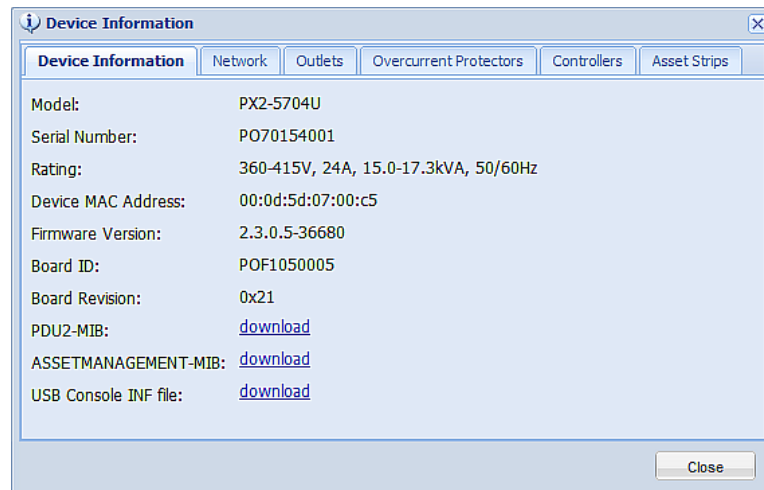 Device Information
Device Information Network Outlets Overcurrent Protectors Controllers Asset Strips
Model: PX2-5704U
Serial Number: PO70154001
Rating: 360-415V, 24A, 15.0-17.3kVA, 50/60Hz
Device MAC Address: 00:0d:5d:07:00:c5
Firmware Version: 2.3.0.5-36680
Board ID: POF1050005
Board Revision: 0x21
PDU2-MIB: download
ASSETMANAGEMENT-MIB: download
USB Console INF file: download
Close